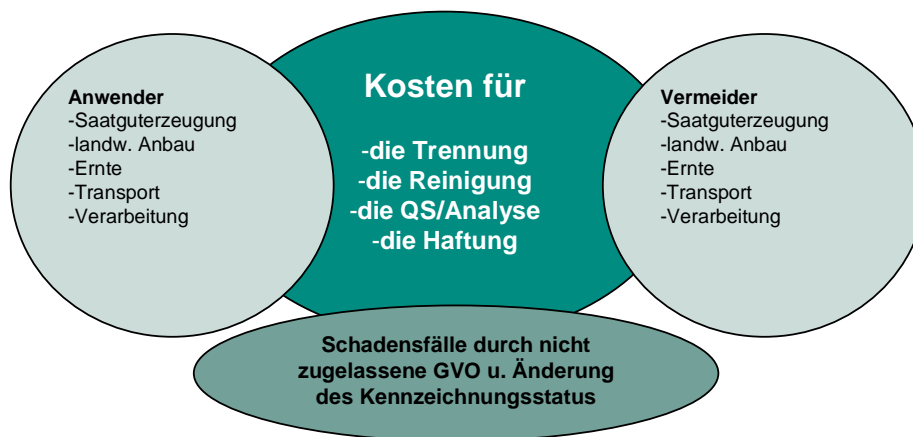 Anwender
-Saatguterzeugung
-landw. Anbau
-Ernte
-Transport
-Verarbeitung
Kosten für
-die Trennung
-die Reinigung
-die QS/Analyse
-die Haftung
Vermeider
-Saatguterzeugung
-landw. Anbau
-Ernte
-Transport
-Verarbeitung
Schadensfälle durch nicht
zugelassene GVO u. Änderung
des Kennzeichnungsstatus